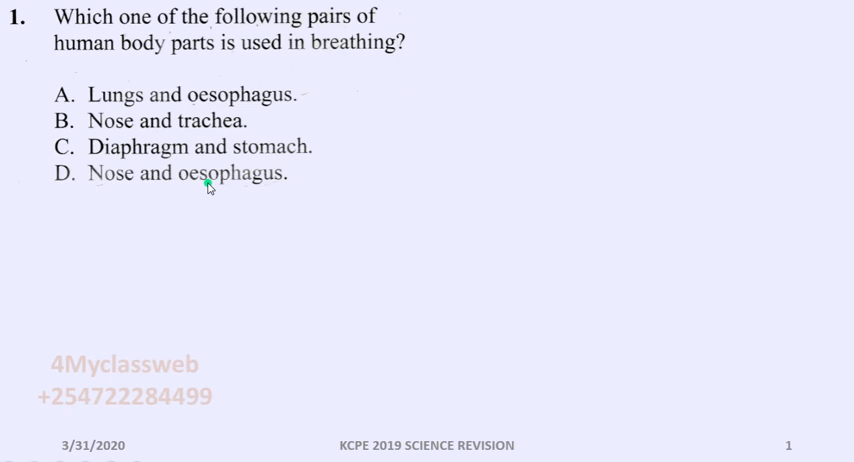 1. Which one of the following pairs of
human body parts is used in breathing?
A. Lungs and oesophagus.
B. Nose and trachea.
C. Diaphragm and stomach.
D. Nose and oesophagus.
4Myclassweb
+254722284499
3/31/2020 KCPE 2019 SCIENCE REVISION 1